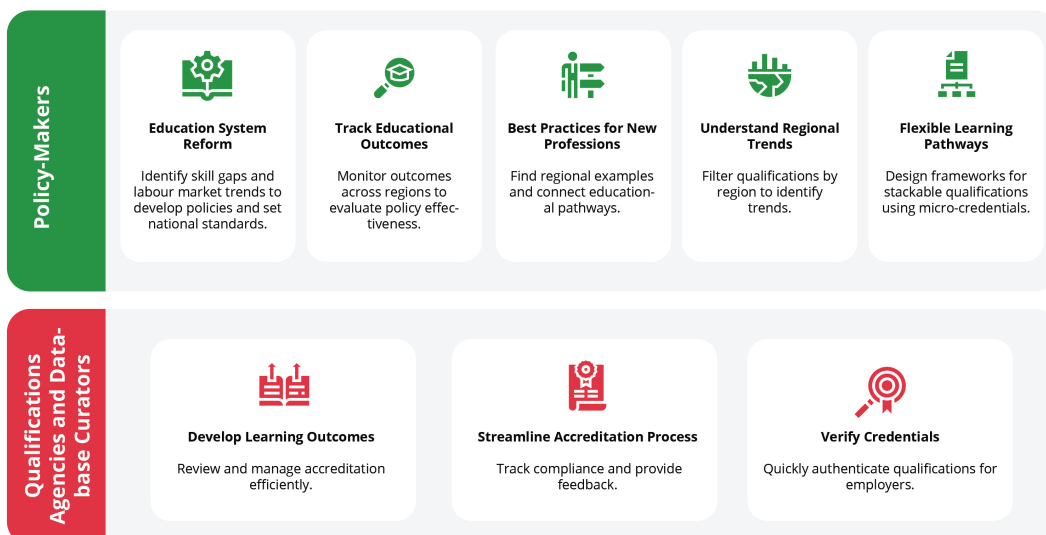 Policy-Makers
Education System
Reform
Identify skill gaps and
labour market trends to
develop policies and set
national standards.
Track Educational
Outcomes
Monitor outcomes
across regions to
evaluate policy effec-
tiveness.
Best Practices for New
Professions
Find regional examples
and connect education-
al pathways.
Understand Regional
Trends
Filter qualifications by
region to identify
trends.
Flexible Learning
Pathways
Design frameworks for
stackable qualifications
using micro-credentials.
Qualifications
Agencies and Data-
base Curators
Develop Learning Outcomes
Review and manage accreditation
efficiently.
Streamline Accreditation Process
Track compliance and provide
feedback.
Verify Credentials
Quickly authenticate qualifications for
employers.